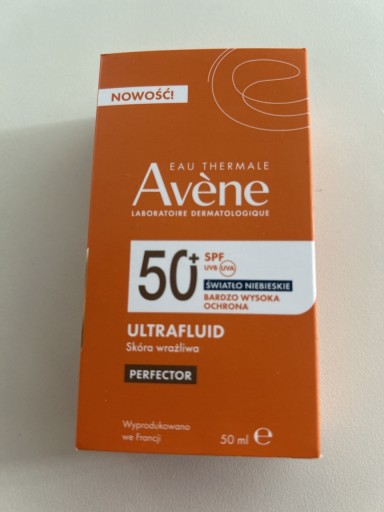 NOWOŚĆ!
EAU THERMALE
Avène
LABORATOIRE DERMATOLOGIQUE
50+
SPF
UVB UVA
ŚWIATŁO NIEBIESKIE
BARDZO WYSOKA
OCHRONA
ULTRAFLUID
Skóra wrażliwa
PERFECTOR
Wyprodukowano
we Francji
50 ml ℮